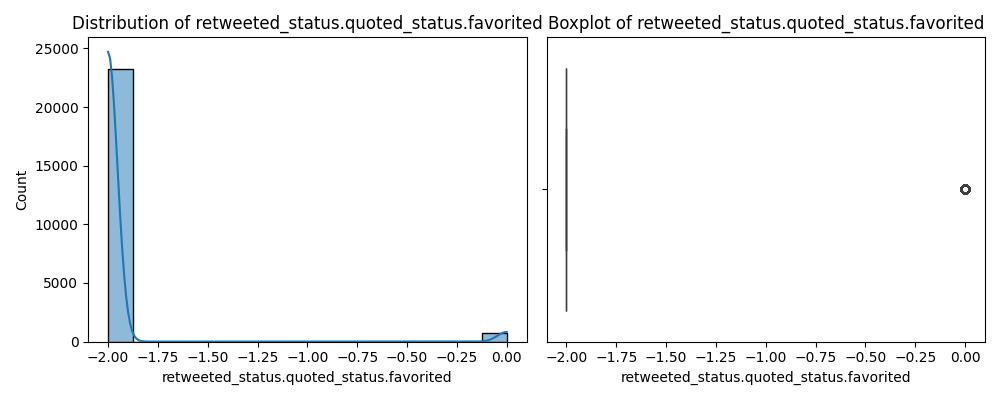 Distribution of retweeted_status.quoted_status.favorited
25000
20000
15000
10000
5000
0
Count
−2.00 −1.75 −1.50 −1.25 −1.00 −0.75 −0.50 −0.25 0.00
retweeted_status.quoted_status.favorited
Boxplot of retweeted_status.quoted_status.favorited
−2.00 −1.75 −1.50 −1.25 −1.00 −0.75 −0.50 −0.25 0.00
retweeted_status.quoted_status.favorited